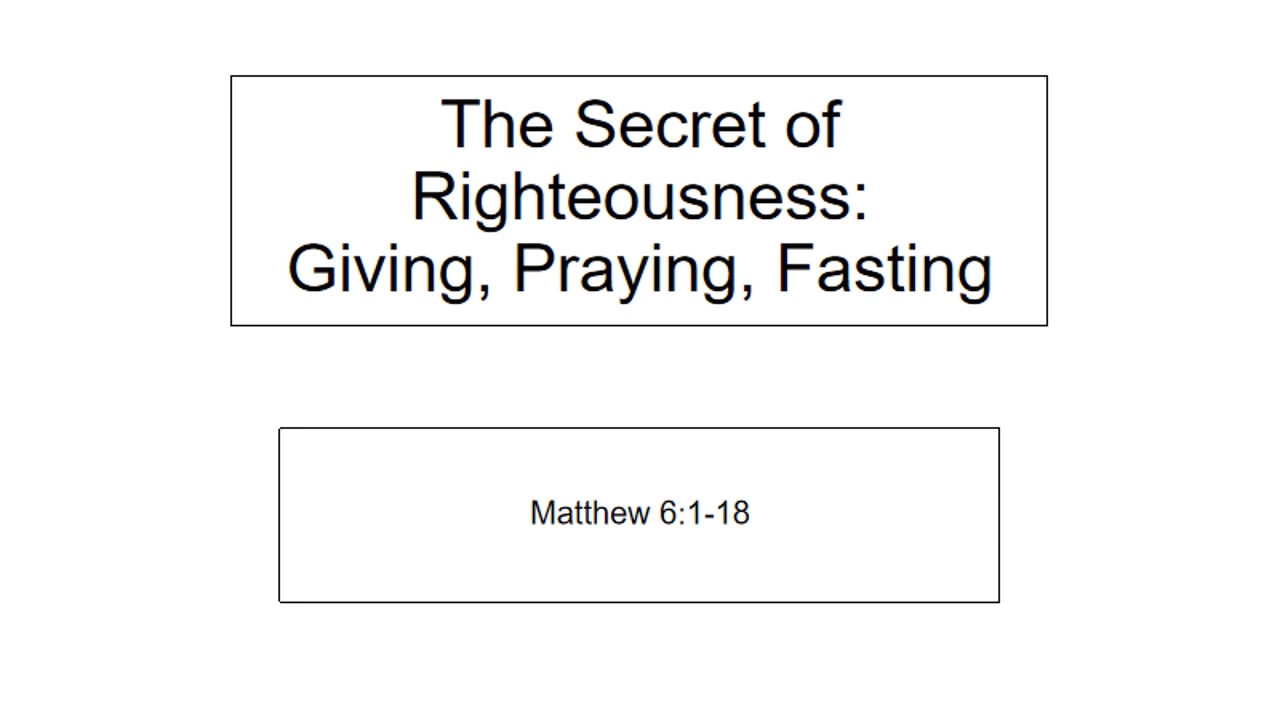 The Secret of
Righteousness:
Giving, Praying, Fasting
Matthew 6:1-18